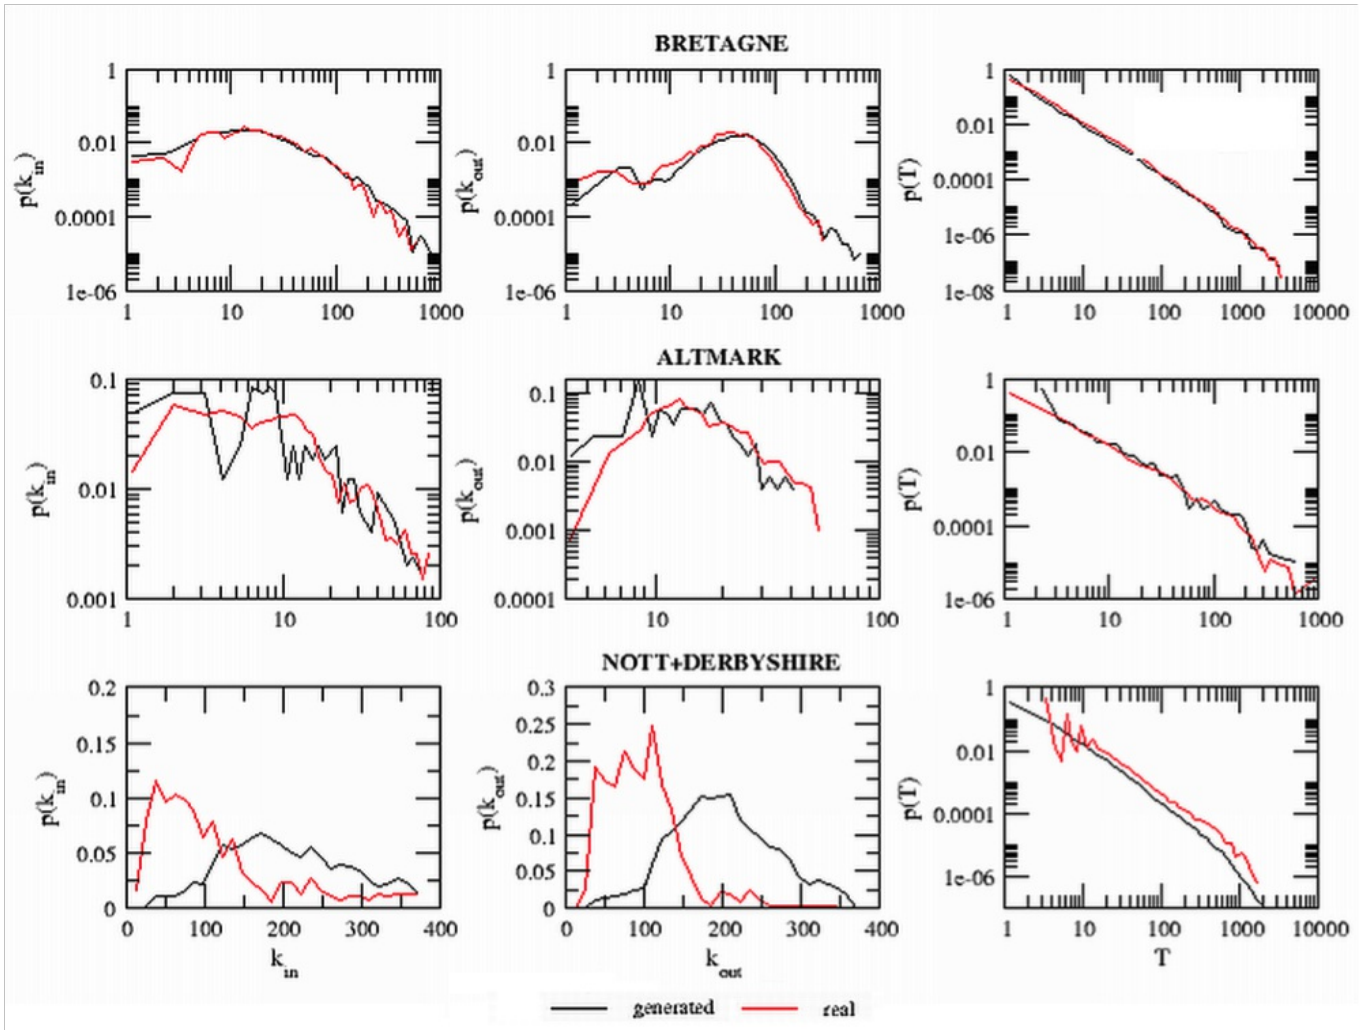 BRETAGNE
1 0.01 0.0001 1e-06
p(k_in)
1 10 100 1000
1 0.01 0.0001 1e-06
p(k_out)
1 10 100 1000
1 0.01 0.0001 1e-06 1e-08
p(T)
1 10 100 1000 10000
ALTMARK
0.1 0.01 0.001
p(k_in)
1 10 100
0.1 0.01 0.001 0.0001
p(k_out)
10 100
1 0.01 0.0001 1e-06
p(T)
1 10 100 1000
NOTT+DERBYSHIRE
0.2 0.15 0.1 0.05 0
p(k_in)
0 100 200 300 400
k_in
0.3 0.25 0.2 0.15 0.1 0.05 0
p(k_out)
0 100 200 300 400
k_out
1 0.01 0.0001 1e-06
p(T)
1 10 100 1000 10000
T
generated real